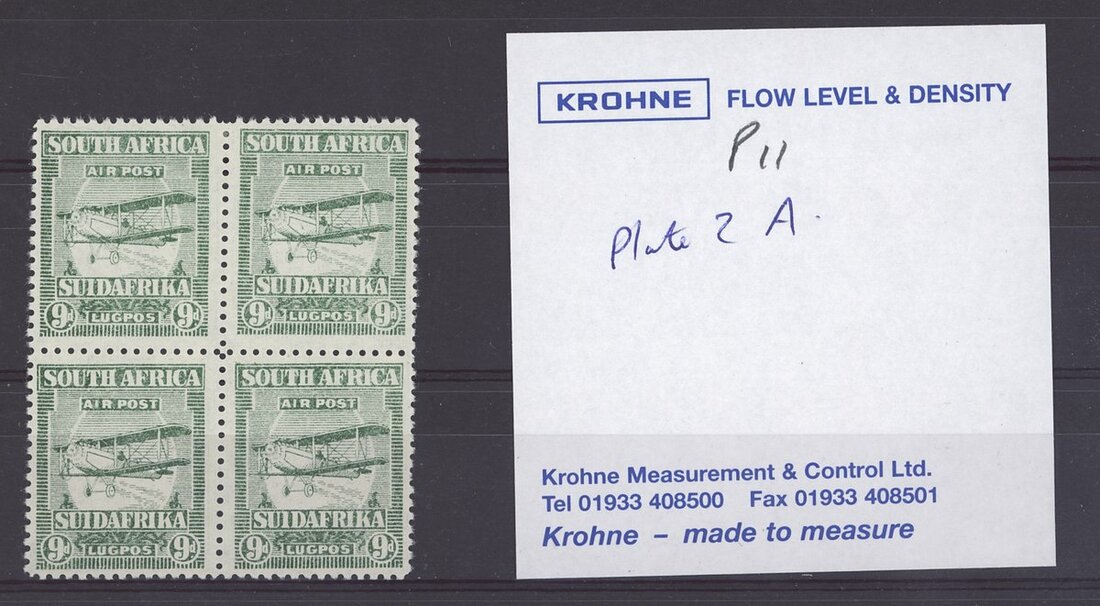 SOUTH AFRICA
AIR POST
SUIDAFRIKA
9d LUGPOS 9d
SOUTH AFRICA
AIR POST
SUIDAFRIKA
9d LUGPOS 9d
SOUTH AFRICA
AIR POST
SUIDAFRIKA
9d LUGPOS 9d
SOUTH AFRICA
AIR POST
SUIDAFRIKA
9d LUGPOS 9d
KROHNE FLOW LEVEL & DENSITY
P11
Plate 2 A.
Krohne Measurement & Control Ltd.
Tel 01933 408500 Fax 01933 408501
Krohne – made to measure